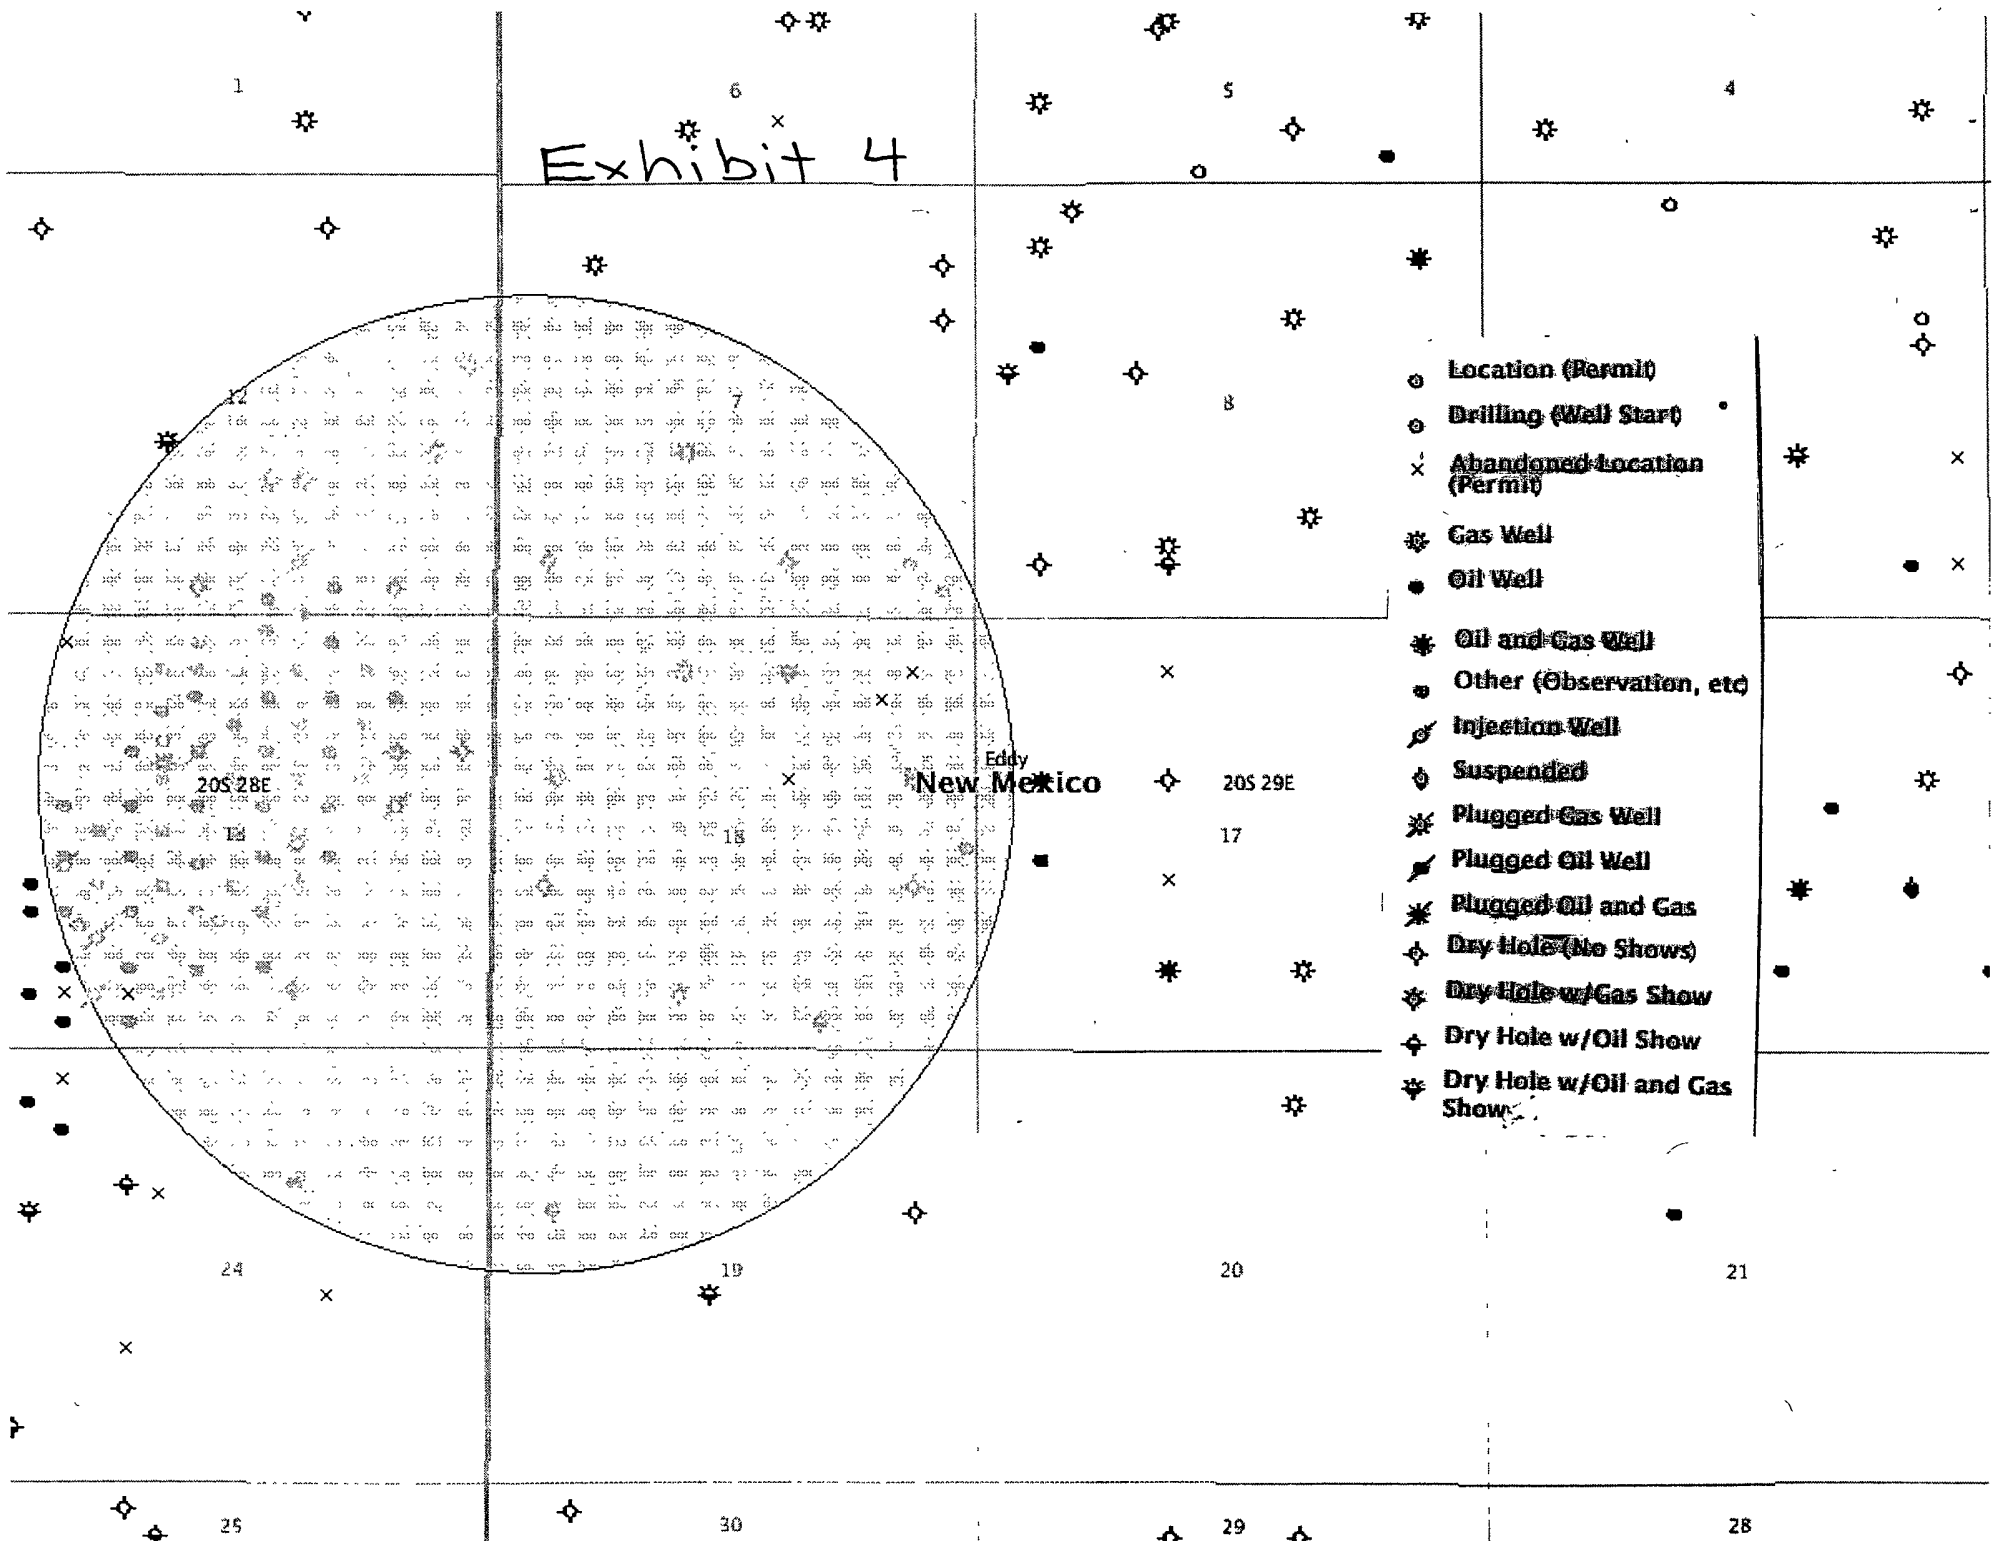 1
6
5
4
Exhibit 4
12
7
8
Location (Permit)
Drilling (Well Start)
Abandoned Location
(Permit)
Gas Well
Oil Well
Oil and Gas Well
Other (Observation, etc)
Injection Well
Suspended
Plugged Gas Well
Plugged Oil Well
Plugged Oil and Gas
Dry Hole (No Shows)
Dry Hole w/Gas Show
Dry Hole w/Oil Show
Dry Hole w/Oil and Gas
Show
Eddy
New Mexico
20S 28E
20S 29E
13
18
17
24
19
20
21
25
30
29
28